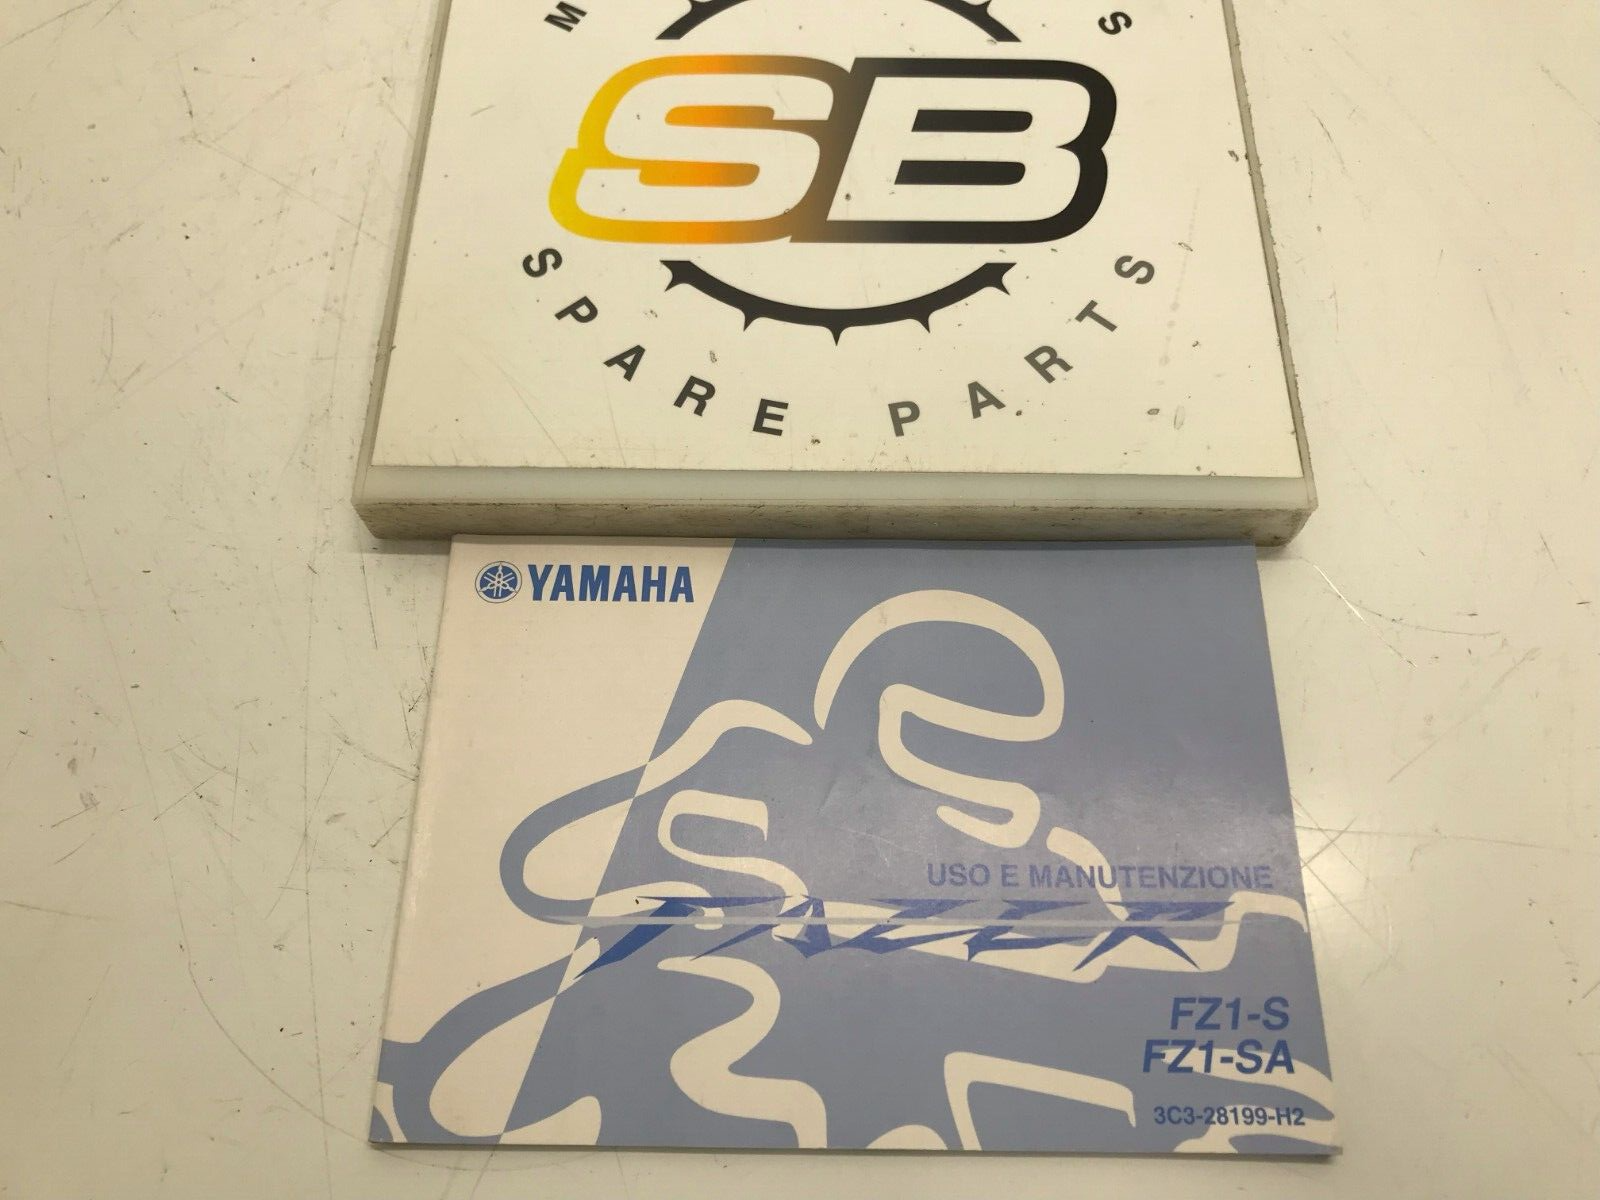 SB
SPARE PARTS
YAMAHA
USO E MANUTENZIONE
FAZER
FZ1-S
FZ1-SA
3C3-28199-H2